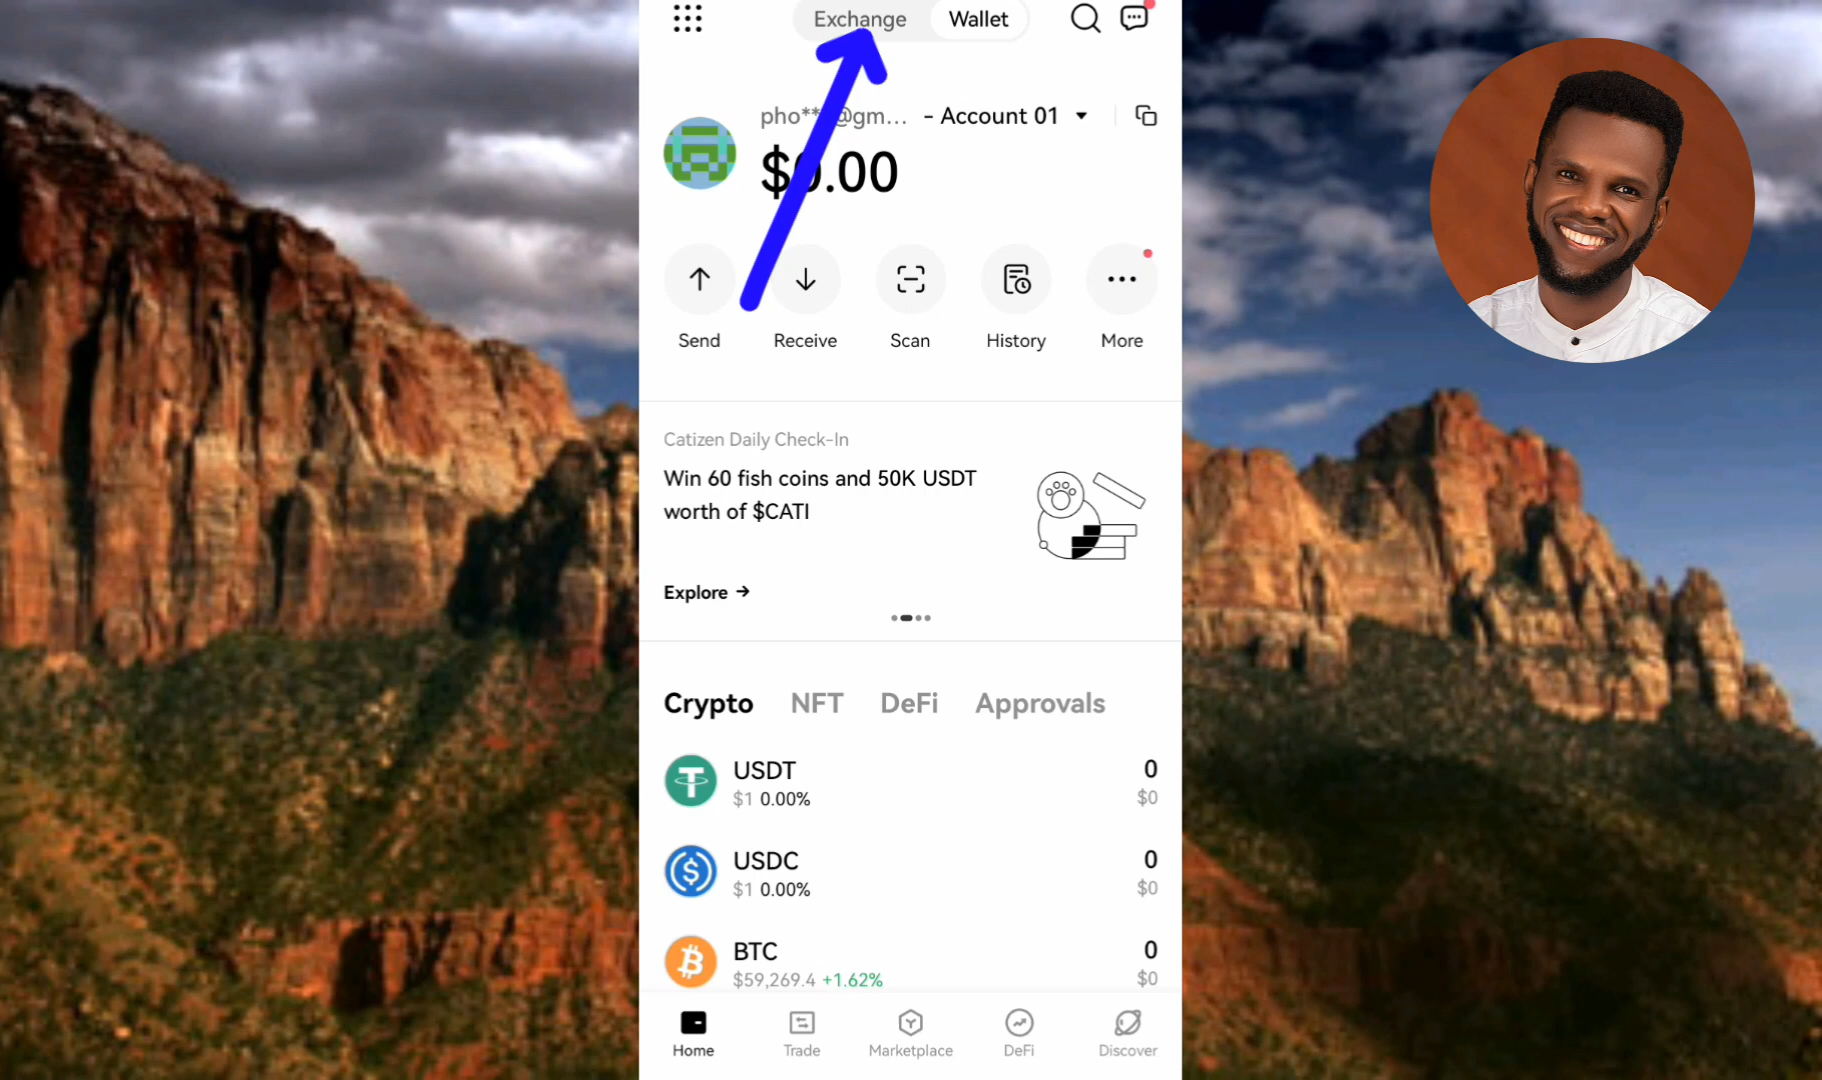 Exchange
Wallet
pho**
@gm... - Account 01
$0.00
Send
Receive
Scan
History
More
Catizen Daily Check-In
Win 60 fish coins and 50K USDT
worth of $CATI
Explore →
Crypto
NFT
DeFi
Approvals
USDT
0
$1 0.00%
$0
USDC
0
$1 0.00%
$0
BTC
0
$59,269.4 +1.62%
$0
Home
Trade
Marketplace
DeFi
Discover